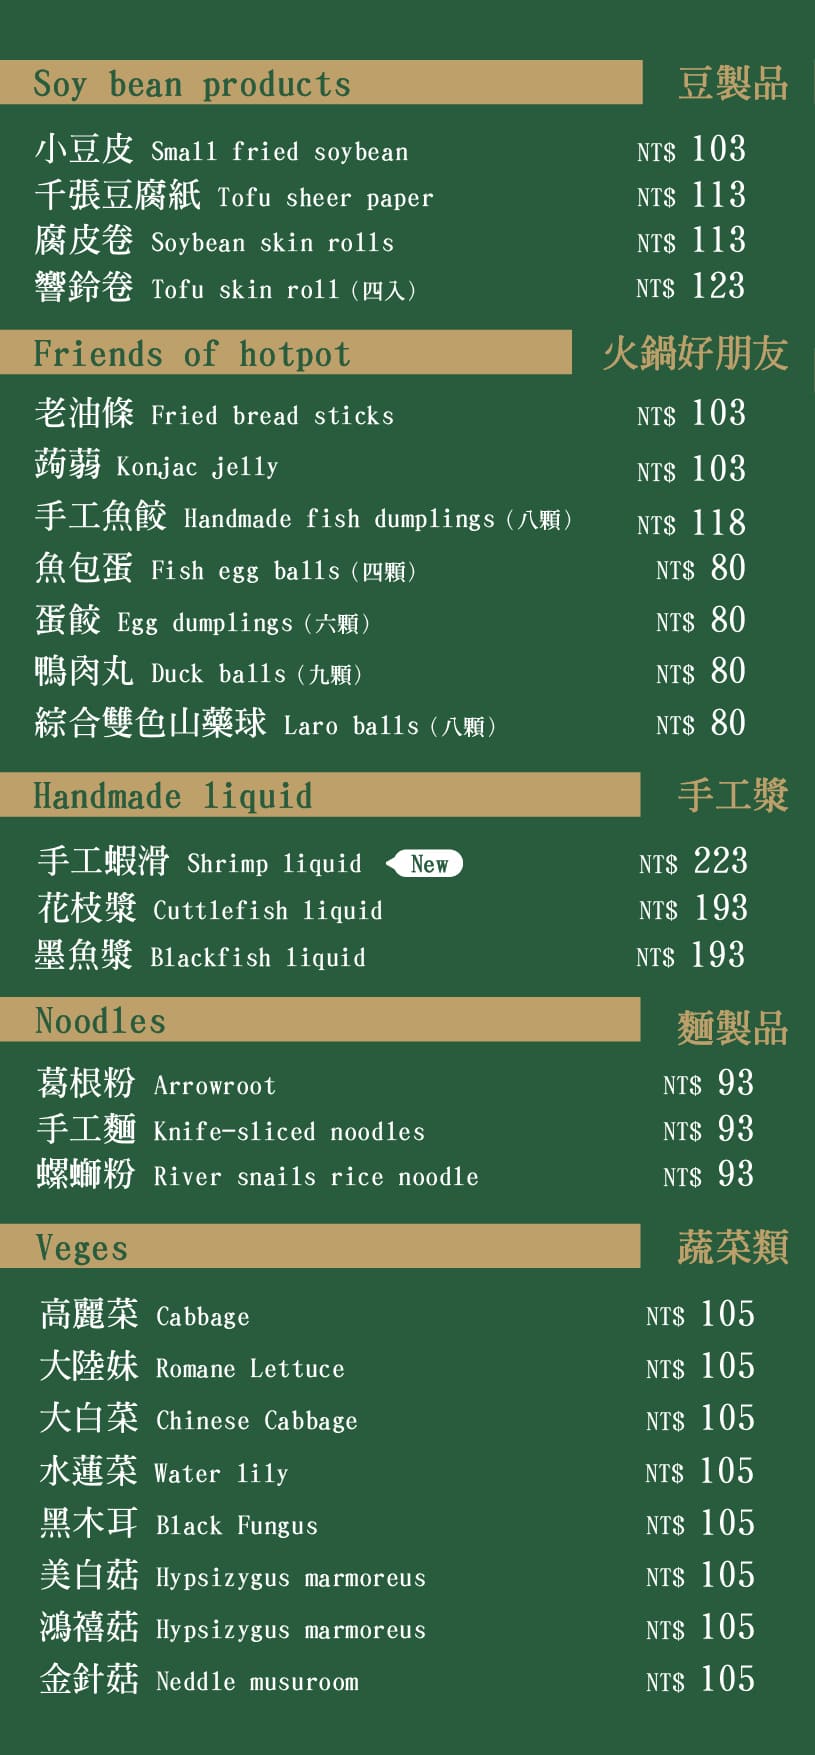 Soy bean products 豆製品
小豆皮 Small fried soybean NT$ 103
千張豆腐紙 Tofu sheer paper NT$ 113
腐皮卷 Soybean skin rolls NT$ 113
響鈴卷 Tofu skin roll（四入） NT$ 123
Friends of hotpot 火鍋好朋友
老油條 Fried bread sticks NT$ 103
蒟蒻 Konjac jelly NT$ 103
手工魚餃 Handmade fish dumplings（八顆） NT$ 118
魚包蛋 Fish egg balls（四顆） NT$ 80
蛋餃 Egg dumplings（六顆） NT$ 80
鴨肉丸 Duck balls（九顆） NT$ 80
綜合雙色山藥球 Laro balls（八顆） NT$ 80
Handmade liquid 手工漿
手工蝦滑 Shrimp liquid New NT$ 223
花枝漿 Cuttlefish liquid NT$ 193
墨魚漿 Blackfish liquid NT$ 193
Noodles 麵製品
葛根粉 Arrowroot NT$ 93
手工麵 Knife-sliced noodles NT$ 93
螺螄粉 River snails rice noodle NT$ 93
Veges 蔬菜類
高麗菜 Cabbage NT$ 105
大陸妹 Romane Lettuce NT$ 105
大白菜 Chinese Cabbage NT$ 105
水蓮菜 Water lily NT$ 105
黑木耳 Black Fungus NT$ 105
美白菇 Hypsizygus marmoreus NT$ 105
鴻禧菇 Hypsizygus marmoreus NT$ 105
金針菇 Neddle musuroom NT$ 105